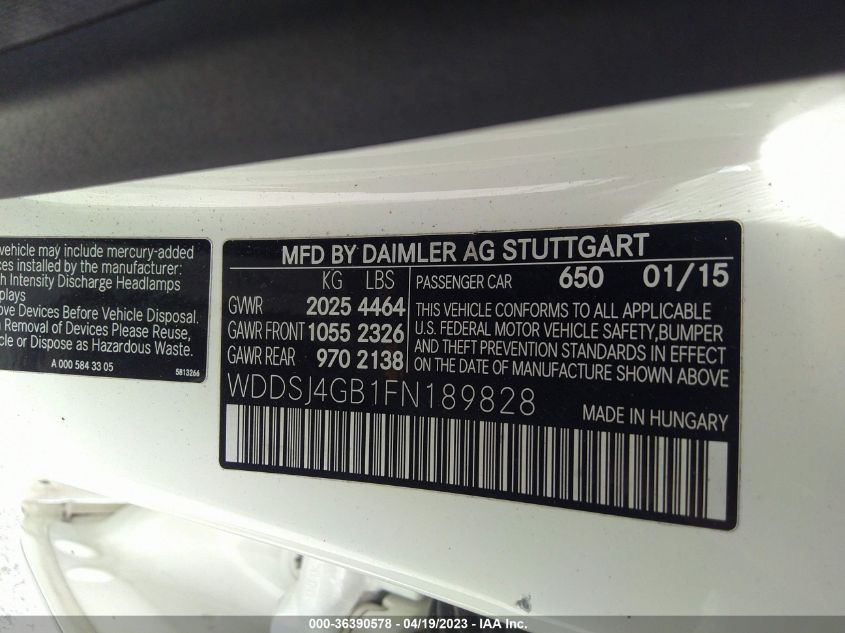 vehicle may include mercury-added
installed by the manufacturer:
Intensity Discharge Headlamps
Devices Before Vehicle Disposal.
Removal of Devices Please Reuse,
or Dispose as Hazardous Waste.
A 000 584 33 05
5813266
MFD BY DAIMLER AG STUTTGART
KG LBS
GVWR 2025 4464
GAWR FRONT 1055 2326
GAWR REAR 970 2138
PASSENGER CAR 650 01/15
THIS VEHICLE CONFORMS TO ALL APPLICABLE
U.S. FEDERAL MOTOR VEHICLE SAFETY,BUMPER
AND THEFT PREVENTION STANDARDS IN EFFECT
ON THE DATE OF MANUFACTURE SHOWN ABOVE
WDDSJ4GB1FN189828
MADE IN HUNGARY
000-36390578 - 04/19/2023 - IAA Inc.